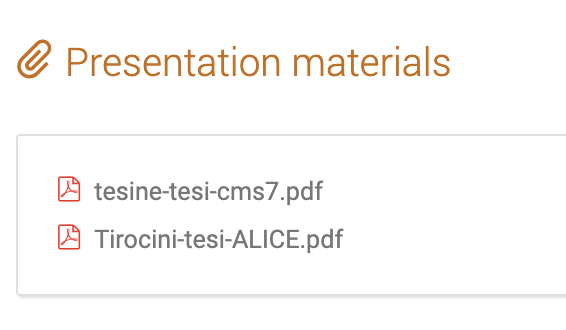 Presentation materials
tesine-tesi-cms7.pdf
Tirocini-tesi-ALICE.pdf